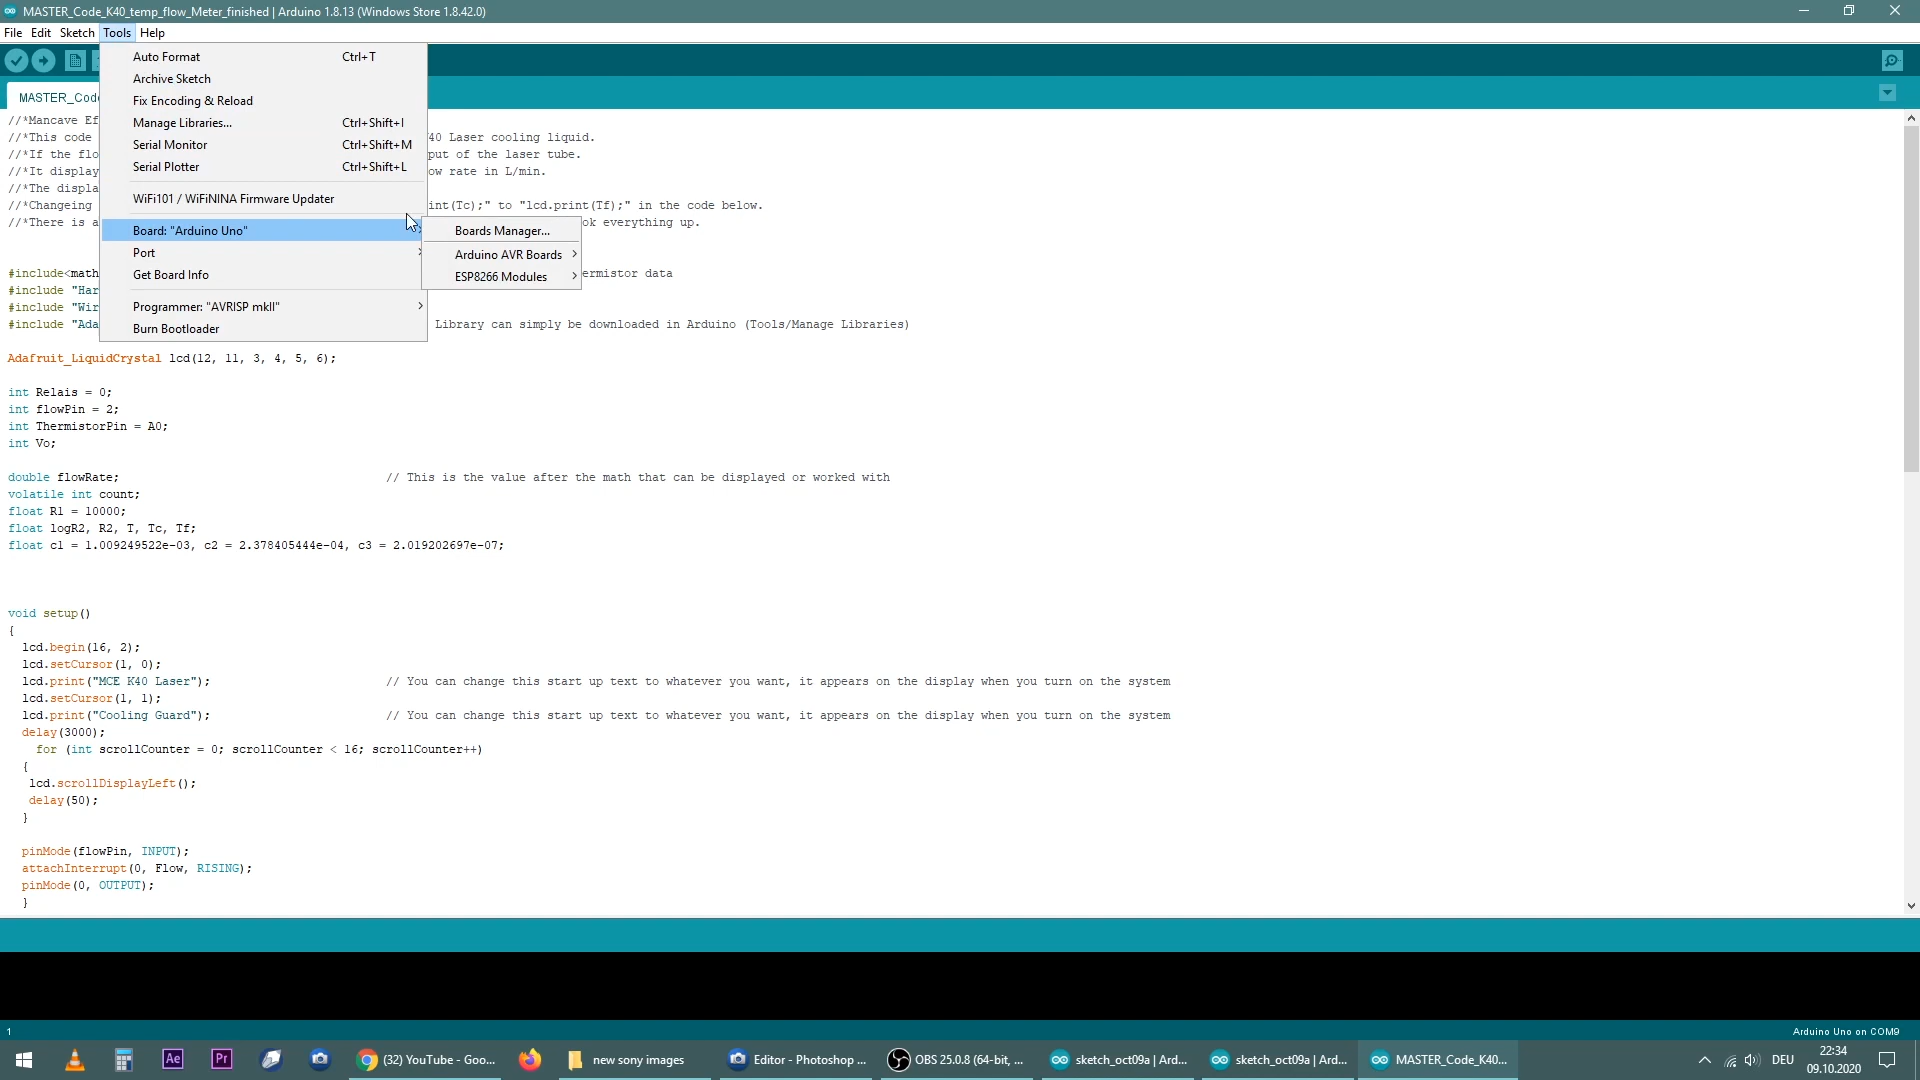 MASTER_Code_K40_temp_flow_Meter_finished | Arduino 1.8.13 (Windows Store 1.8.42.0)
File Edit Sketch Tools Help
Auto Format Ctrl+T
Archive Sketch
MASTER_Code
Fix Encoding & Reload
//*Mancave Ef
Manage Libraries... Ctrl+Shift+I
//*This code
40 Laser cooling liquid.
Serial Monitor Ctrl+Shift+M
//*If the flo
put of the laser tube.
Serial Plotter Ctrl+Shift+L
//*It display
ow rate in L/min.
//*The displa
WiFi101 / WiFiNINA Firmware Updater
//*Changeing
int(Tc);" to "lcd.print(Tf);" in the code below.
//*There is a
ok everything up.
Board: "Arduino Uno"
Boards Manager...
Port
Arduino AVR Boards
Get Board Info
ESP8266 Modules
#include<math
ermistor data
#include "Har
#include "Wir
Programmer: "AVRISP mkII"
#include "Ada
Library can simply be downloaded in Arduino (Tools/Manage Libraries)
Burn Bootloader
Adafruit_LiquidCrystal lcd(12, 11, 3, 4, 5, 6);
int Relais = 0;
int flowPin = 2;
int ThermistorPin = A0;
int Vo;
double flowRate; // This is the value after the math that can be displayed or worked with
volatile int count;
float R1 = 10000;
float logR2, R2, T, Tc, Tf;
float c1 = 1.009249522e-03, c2 = 2.378405444e-04, c3 = 2.019202697e-07;
void setup()
{
lcd.begin(16, 2);
lcd.setCursor(1, 0);
lcd.print("MCE K40 Laser"); // You can change this start up text to whatever you want, it appears on the display when you turn on the system
lcd.setCursor(1, 1);
lcd.print("Cooling Guard"); // You can change this start up text to whatever you want, it appears on the display when you turn on the system
delay(3000);
for (int scrollCounter = 0; scrollCounter < 16; scrollCounter++)
{
lcd.scrollDisplayLeft();
delay(50);
}
pinMode(flowPin, INPUT);
attachInterrupt(0, Flow, RISING);
pinMode(0, OUTPUT);
}
1
Arduino Uno on COM9
Ae
Pr
(32) YouTube - Goo...
new sony images
Editor - Photoshop ...
OBS 25.0.8 (64-bit, ...
sketch_oct09a | Ard...
sketch_oct09a | Ard...
MASTER_Code_K40...
DEU
22:34
09.10.2020